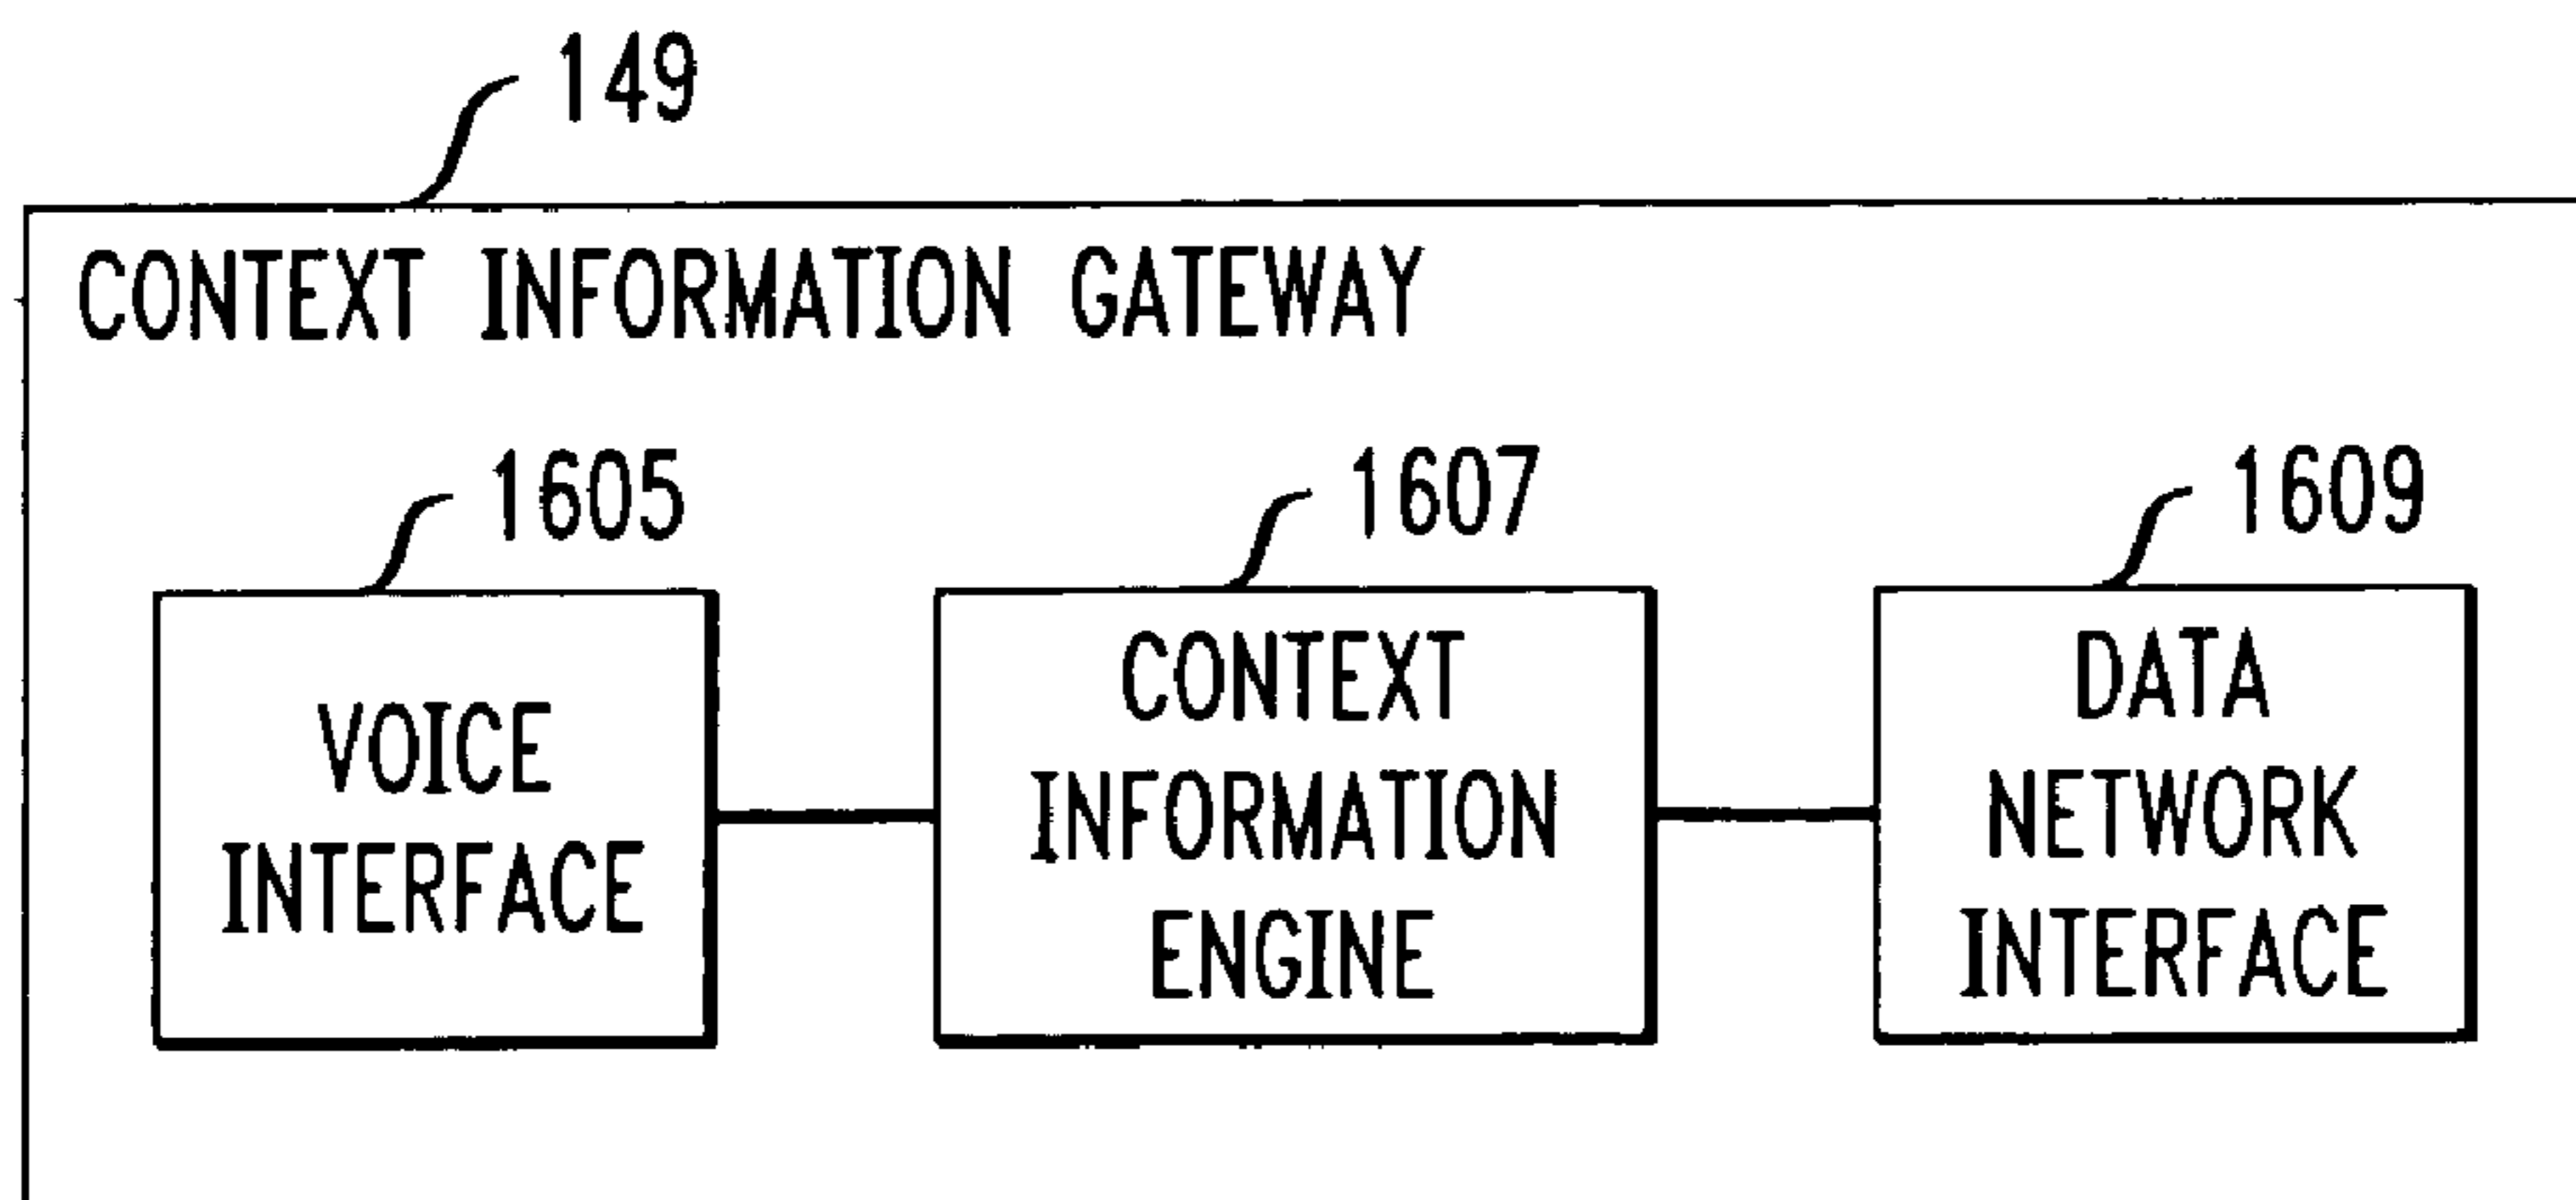 149
CONTEXT INFORMATION GATEWAY
1605
1607
1609
VOICE
INTERFACE
CONTEXT
INFORMATION
ENGINE
DATA
NETWORK
INTERFACE